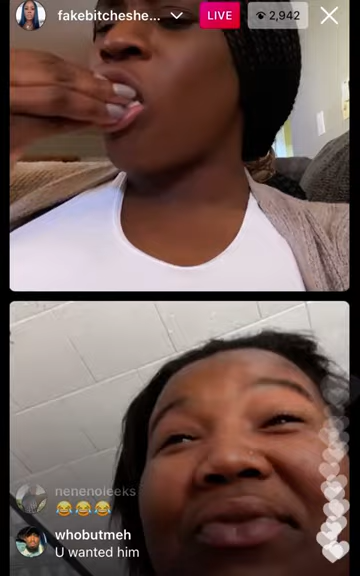 fakebitcheshe...
LIVE
2,942
nenenoleeks
😂😂😂
whobutmeh
U wanted him